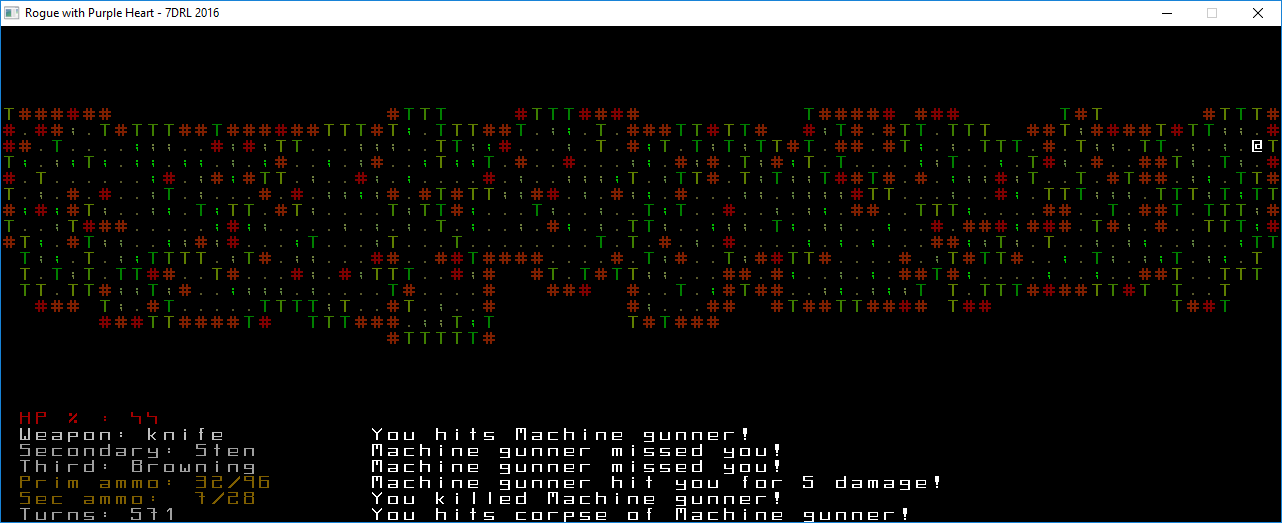 Rogue with Purple Heart - 7DRL 2016
HP % : 55
Weapon: knife
Secondary: Sten
Third: Browning
Prim ammo: 32/96
Sec ammo: 7/28
Turns: 571
You hits Machine gunner!
Machine gunner missed you!
Machine gunner missed you!
Machine gunner hit you for 5 damage!
You killed Machine gunner!
You hits corpse of Machine gunner!